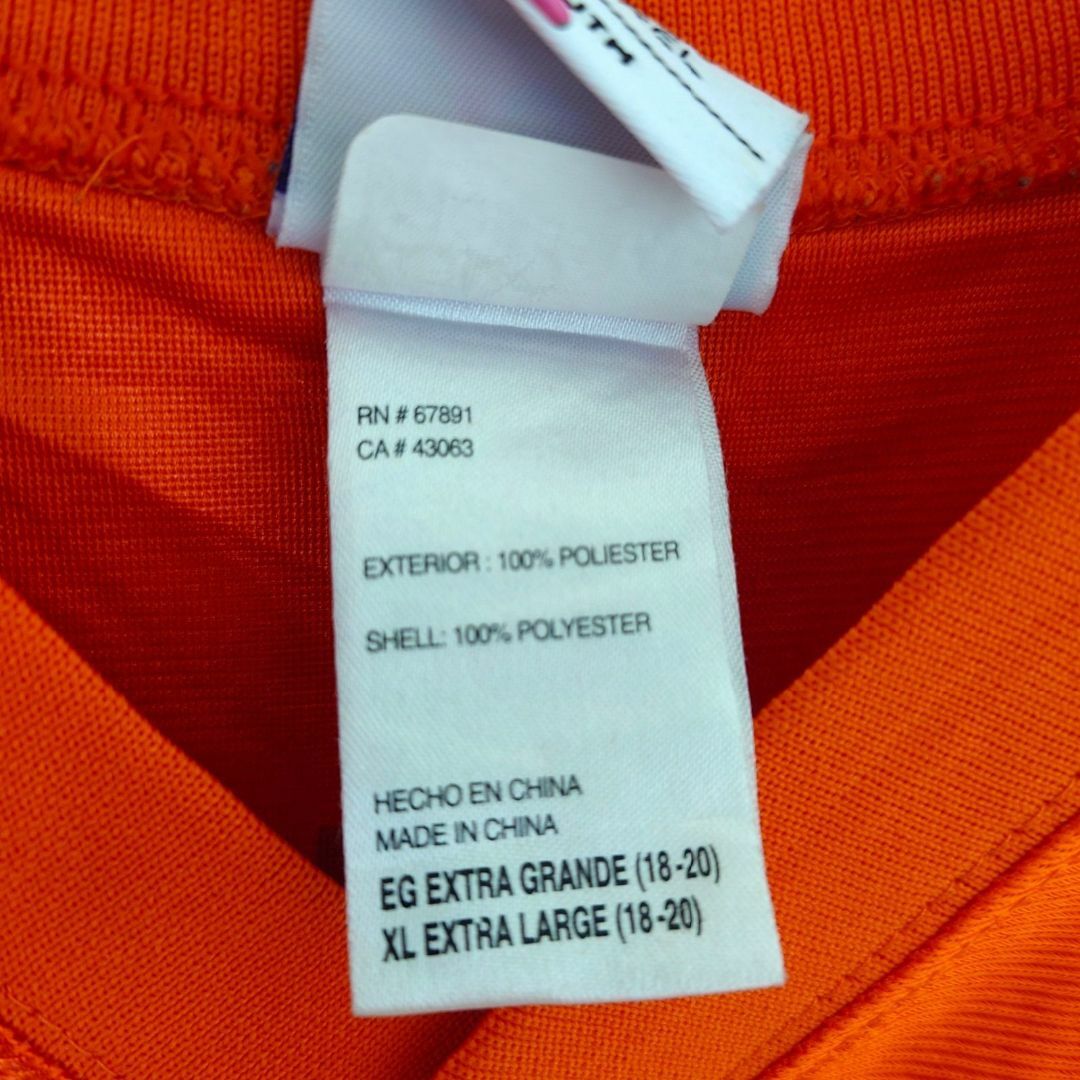 RN # 67891
CA # 43063
EXTERIOR : 100% POLIESTER
SHELL: 100% POLYESTER
HECHO EN CHINA
MADE IN CHINA
EG EXTRA GRANDE (18-20)
XL EXTRA LARGE (18-20)